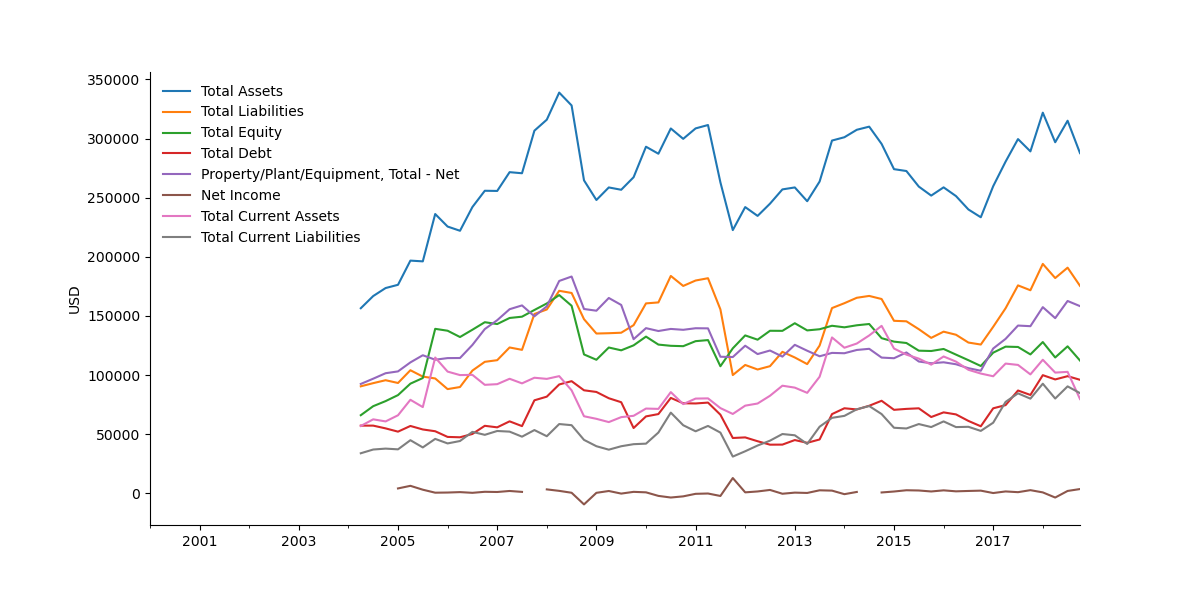 350000
300000
250000
200000
150000
100000
50000
0
USD
Total Assets
Total Liabilities
Total Equity
Total Debt
Property/Plant/Equipment, Total - Net
Net Income
Total Current Assets
Total Current Liabilities
2001 2003 2005 2007 2009 2011 2013 2015 2017